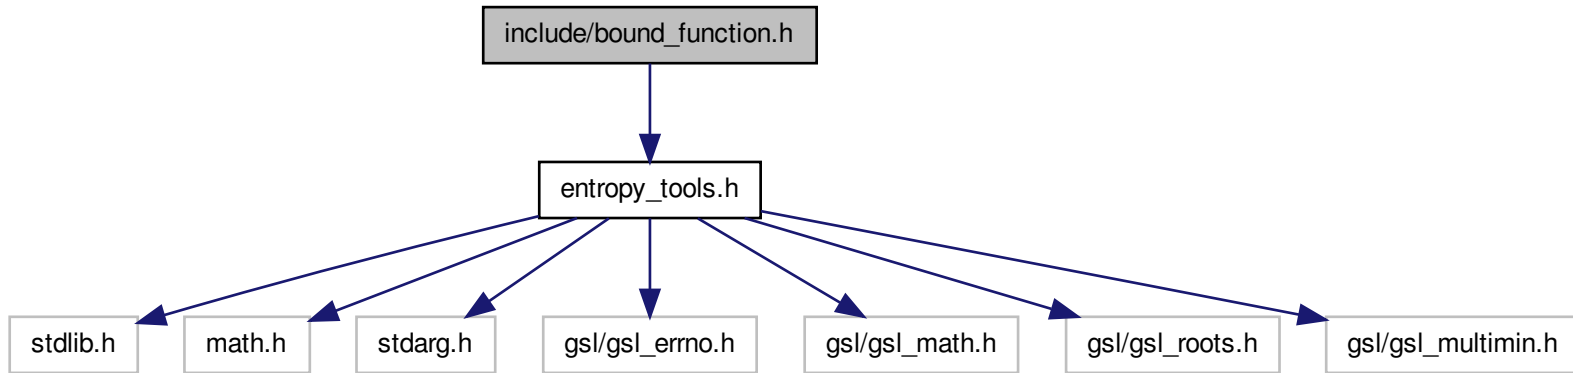 include/bound_function.h
entropy_tools.h
stdlib.h
math.h
stdarg.h
gsl/gsl_errno.h
gsl/gsl_math.h
gsl/gsl_roots.h
gsl/gsl_multimin.h